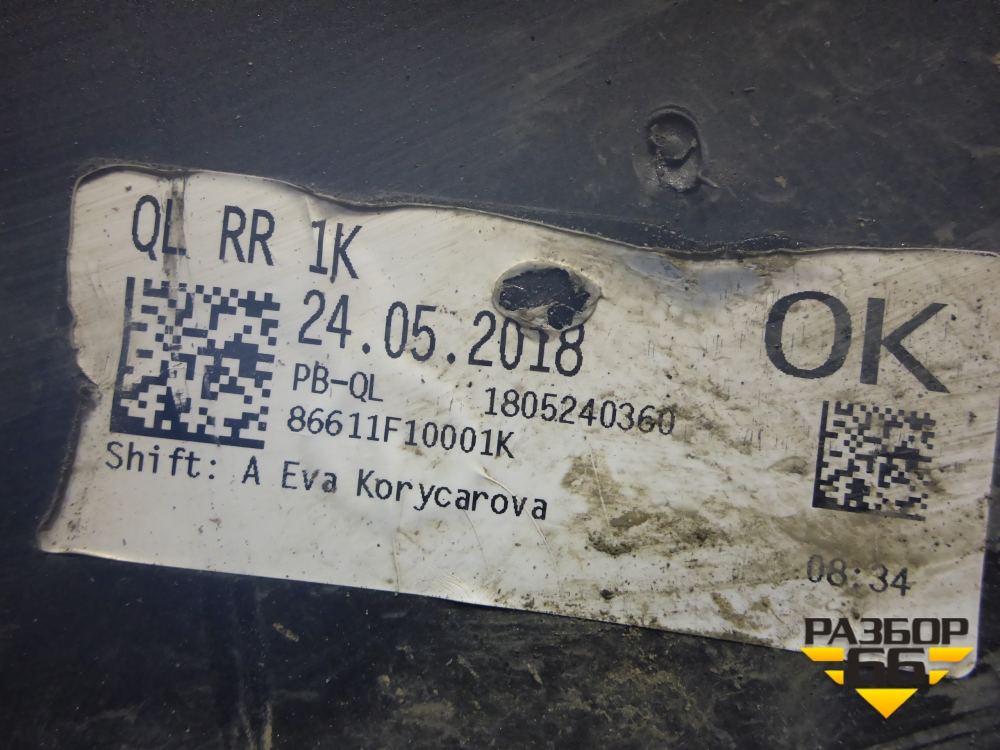 QL RR 1K
24.05.2018
PB-QL 1805240360
86611F10001K
Shift: A Eva Korycarova
OK
08:34
РАЗБОР
66